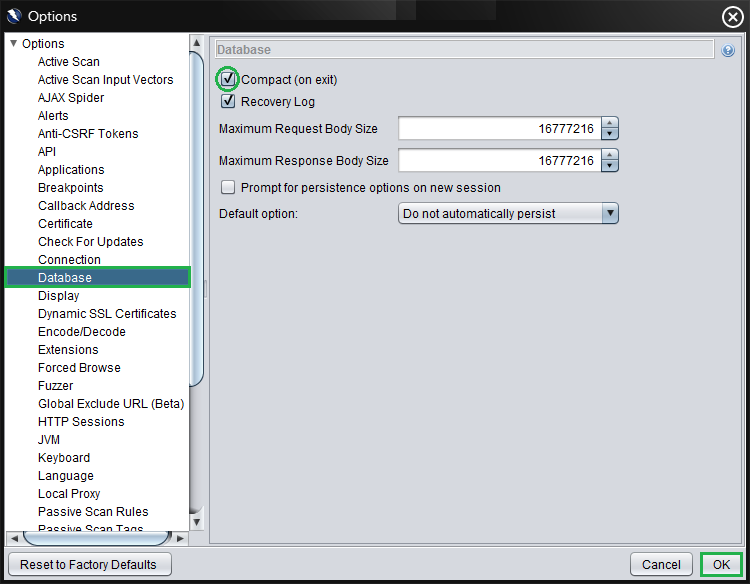 Options
Options
Active Scan
Active Scan Input Vectors
AJAX Spider
Alerts
Anti-CSRF Tokens
API
Applications
Breakpoints
Callback Address
Certificate
Check For Updates
Connection
Database
Display
Dynamic SSL Certificates
Encode/Decode
Extensions
Forced Browse
Fuzzer
Global Exclude URL (Beta)
HTTP Sessions
JVM
Keyboard
Language
Local Proxy
Passive Scan Rules
Passive Scan Tags
Database
Compact (on exit)
Recovery Log
Maximum Request Body Size 16777216
Maximum Response Body Size 16777216
Prompt for persistence options on new session
Default option: Do not automatically persist
Reset to Factory Defaults
Cancel
OK